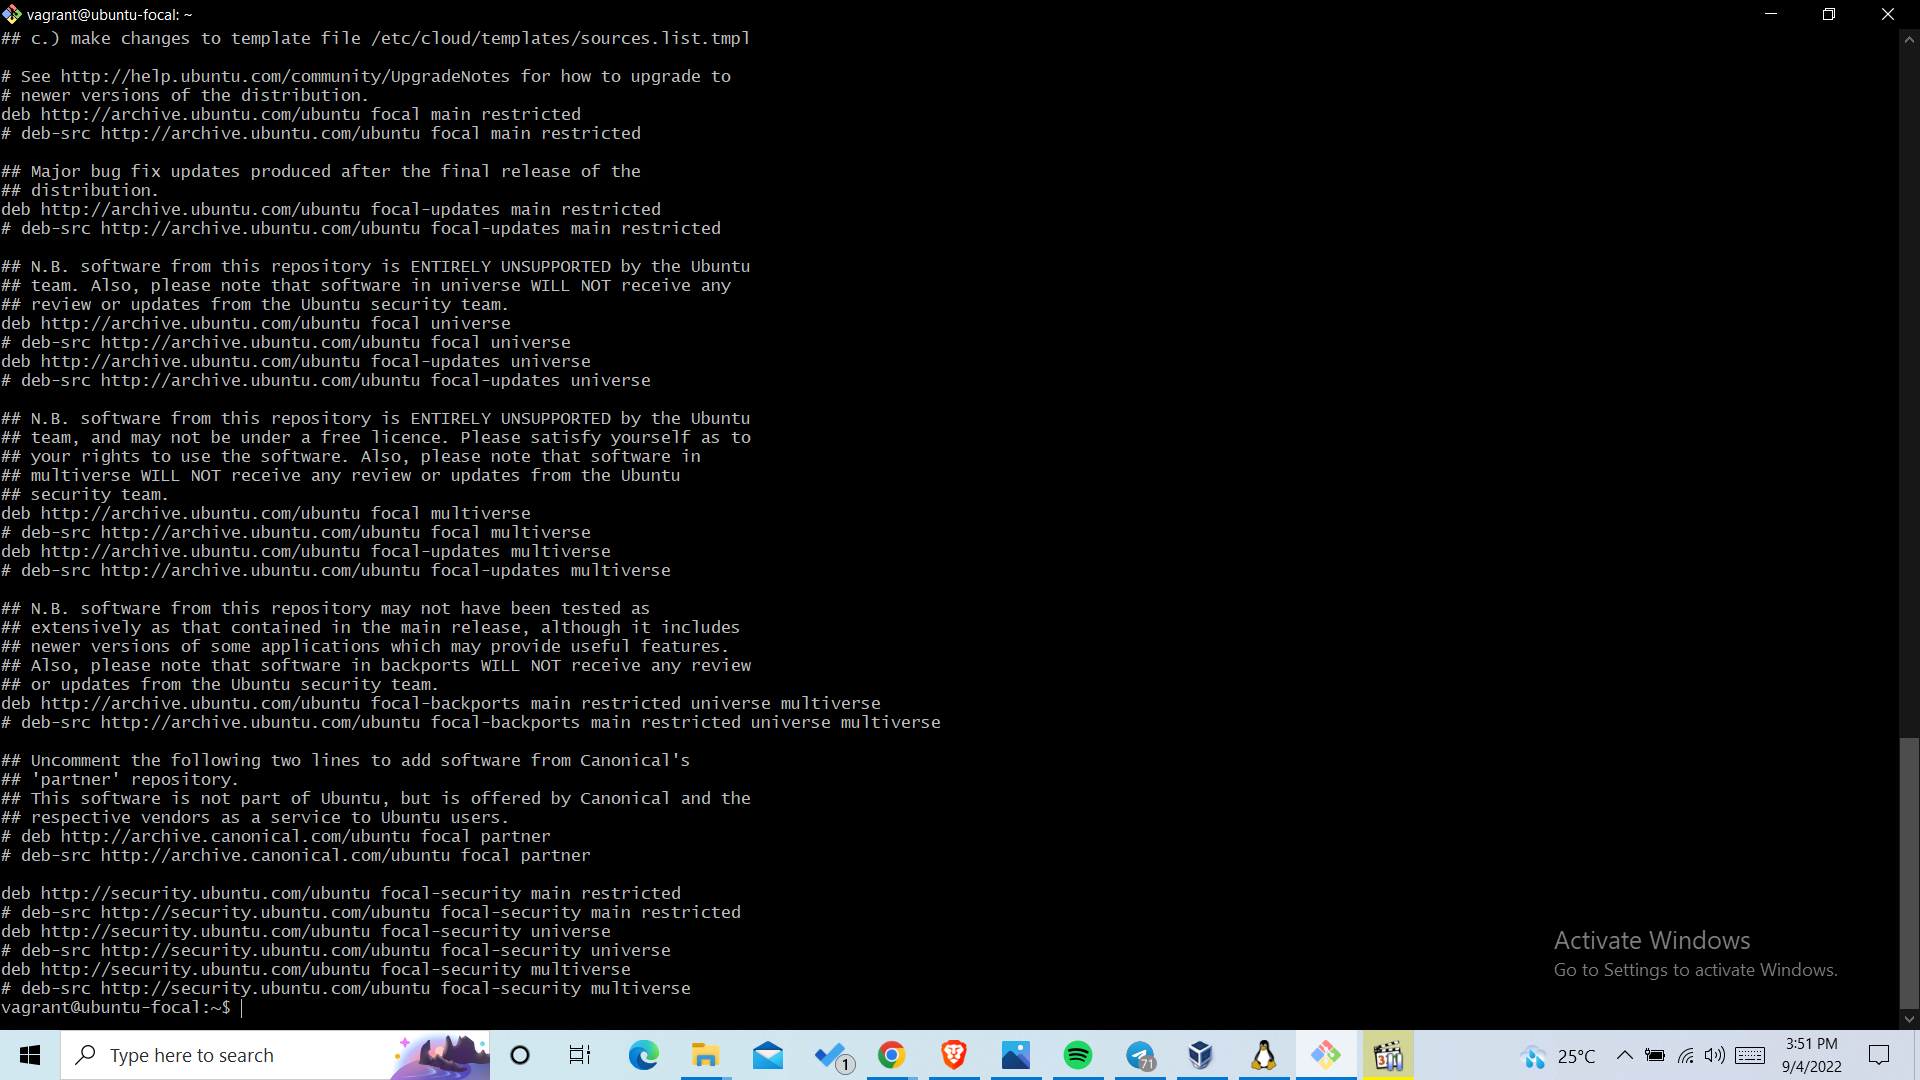 vagrant@ubuntu-focal: ~
## c.) make changes to template file /etc/cloud/templates/sources.list.tmpl
# See http://help.ubuntu.com/community/UpgradeNotes for how to upgrade to
# newer versions of the distribution.
deb http://archive.ubuntu.com/ubuntu focal main restricted
# deb-src http://archive.ubuntu.com/ubuntu focal main restricted
## Major bug fix updates produced after the final release of the
## distribution.
deb http://archive.ubuntu.com/ubuntu focal-updates main restricted
# deb-src http://archive.ubuntu.com/ubuntu focal-updates main restricted
## N.B. software from this repository is ENTIRELY UNSUPPORTED by the Ubuntu
## team. Also, please note that software in universe WILL NOT receive any
## review or updates from the Ubuntu security team.
deb http://archive.ubuntu.com/ubuntu focal universe
# deb-src http://archive.ubuntu.com/ubuntu focal universe
deb http://archive.ubuntu.com/ubuntu focal-updates universe
# deb-src http://archive.ubuntu.com/ubuntu focal-updates universe
## N.B. software from this repository is ENTIRELY UNSUPPORTED by the Ubuntu
## team, and may not be under a free licence. Please satisfy yourself as to
## your rights to use the software. Also, please note that software in
## multiverse WILL NOT receive any review or updates from the Ubuntu
## security team.
deb http://archive.ubuntu.com/ubuntu focal multiverse
# deb-src http://archive.ubuntu.com/ubuntu focal multiverse
deb http://archive.ubuntu.com/ubuntu focal-updates multiverse
# deb-src http://archive.ubuntu.com/ubuntu focal-updates multiverse
## N.B. software from this repository may not have been tested as
## extensively as that contained in the main release, although it includes
## newer versions of some applications which may provide useful features.
## Also, please note that software in backports WILL NOT receive any review
## or updates from the Ubuntu security team.
deb http://archive.ubuntu.com/ubuntu focal-backports main restricted universe multiverse
# deb-src http://archive.ubuntu.com/ubuntu focal-backports main restricted universe multiverse
## Uncomment the following two lines to add software from Canonical's
## 'partner' repository.
## This software is not part of Ubuntu, but is offered by Canonical and the
## respective vendors as a service to Ubuntu users.
# deb http://archive.canonical.com/ubuntu focal partner
# deb-src http://archive.canonical.com/ubuntu focal partner
deb http://security.ubuntu.com/ubuntu focal-security main restricted
# deb-src http://security.ubuntu.com/ubuntu focal-security main restricted
deb http://security.ubuntu.com/ubuntu focal-security universe
# deb-src http://security.ubuntu.com/ubuntu focal-security universe
deb http://security.ubuntu.com/ubuntu focal-security multiverse
# deb-src http://security.ubuntu.com/ubuntu focal-security multiverse
vagrant@ubuntu-focal:~$
Activate Windows
Go to Settings to activate Windows.
Type here to search
1
71
321
25°C
3:51 PM
9/4/2022